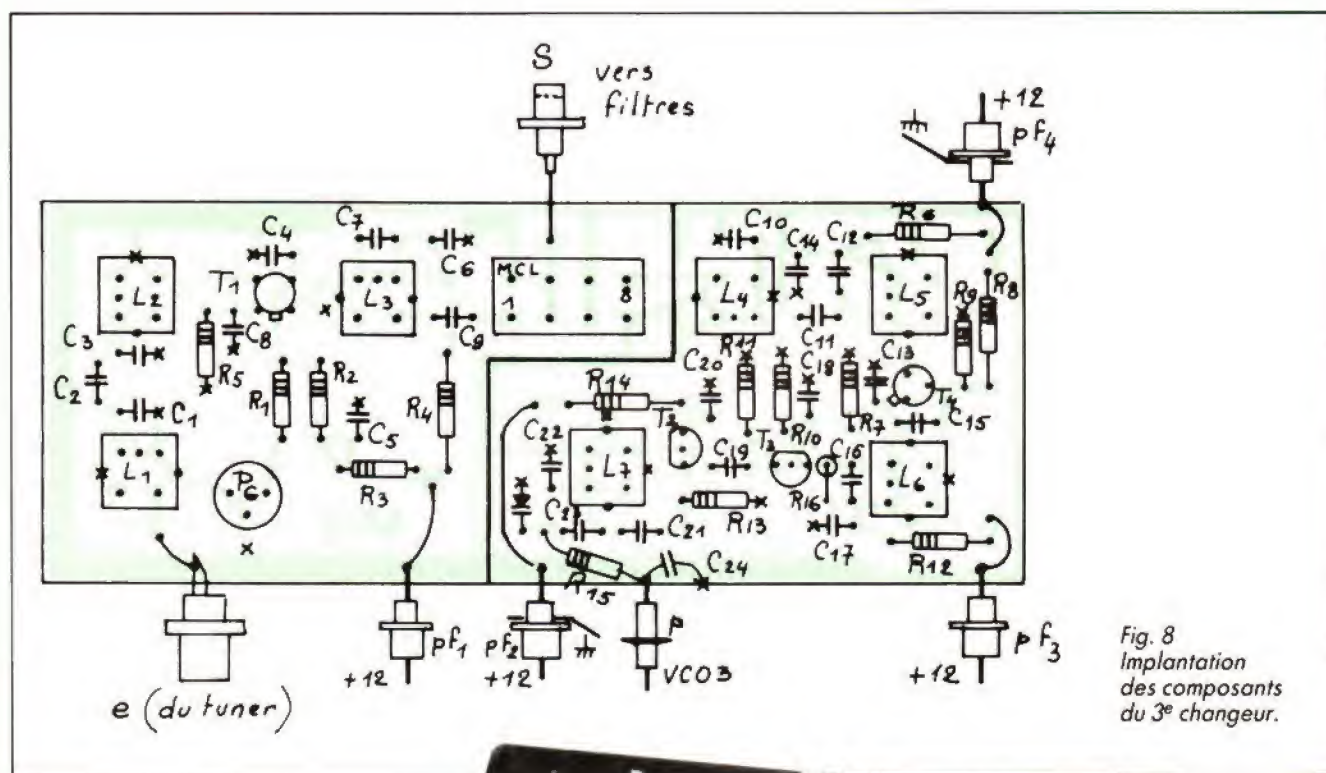 S
vers
filtres
+12
pf4
C7
C4
C6
T1
L2
L3
MCL
1
8
C10
C14
C12
R6
L4
L5
R9
R8
C3
C8
C9
C2
R5
R1
R2
C5
R4
C1
L1
P6
R3
R11
C11
C20
C18
C13
R14
T4
C15
C22
L7
C19
T3
R10
R7
R16
C16
L6
R13
C21
C17
R12
R15
C24
e (du tuner)
+12
pf1
pf2
+12
p
VCO3
+12
pf3
Fig. 8
Implantation
des composants
du 3e changeur.